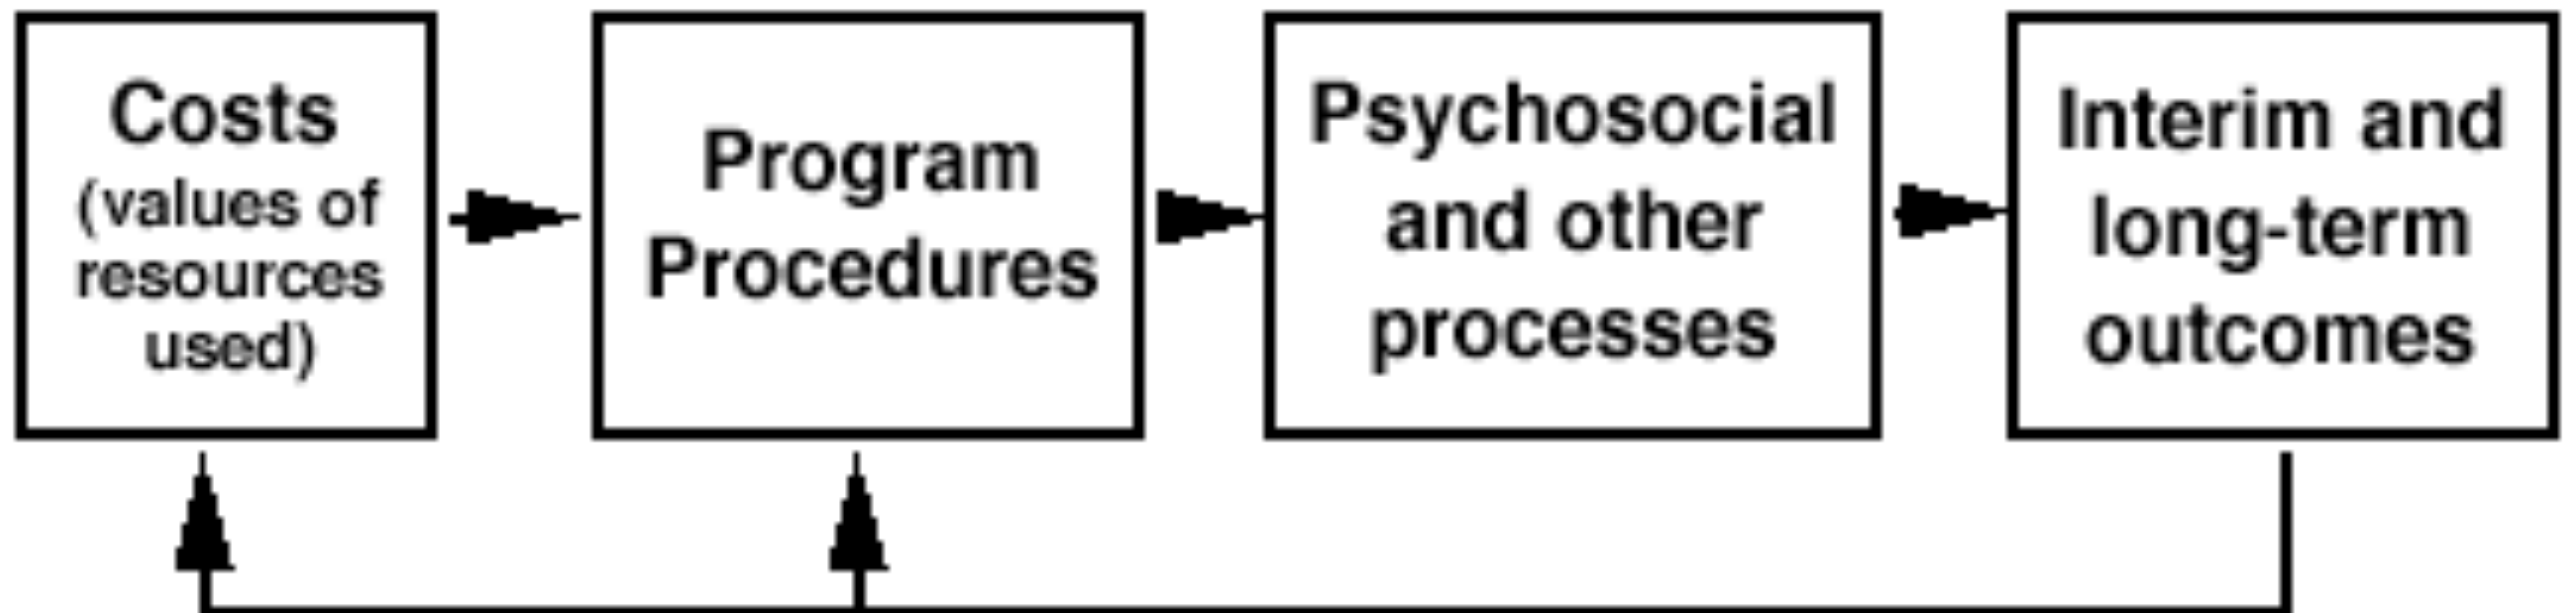 Costs
(values of
resources
used)
Program
Procedures
Psychosocial
and other
processes
Interim and
long-term
outcomes